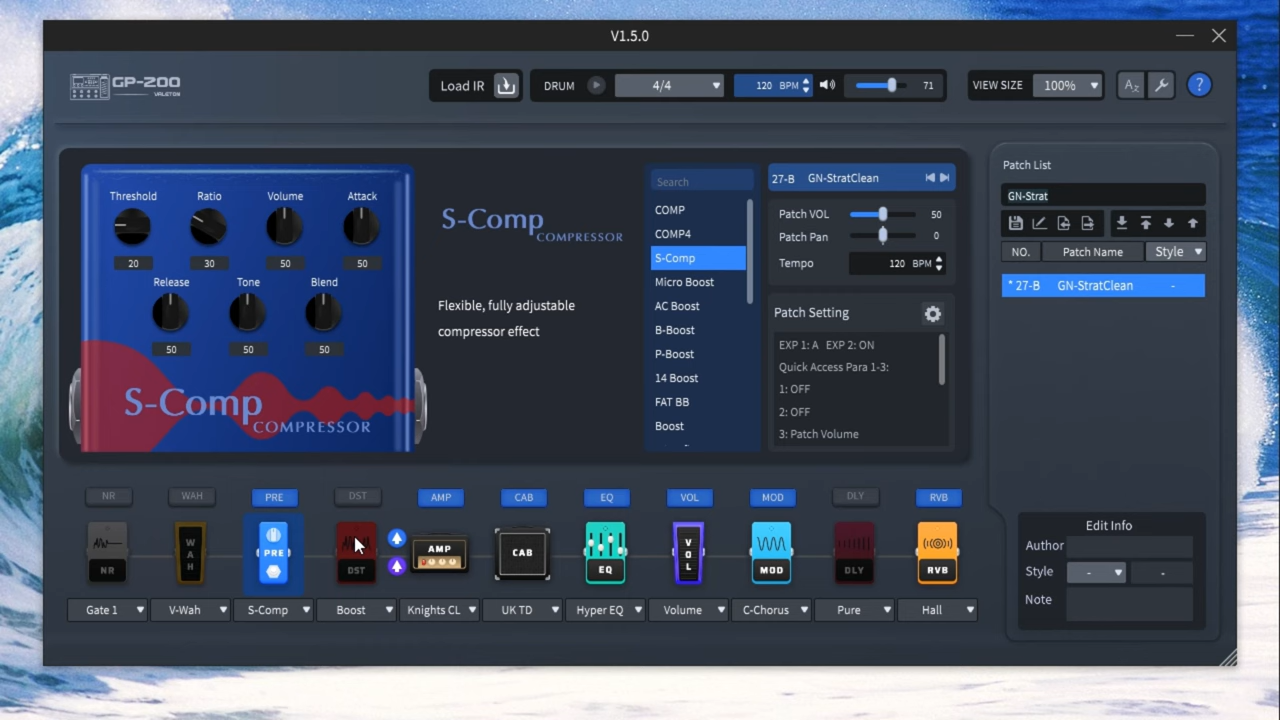 V1.5.0
GP-200
VALETON
Load IR
DRUM
4/4
120 BPM
71
VIEW SIZE
100%
AZ
?
Threshold
Ratio
Volume
Attack
20
30
50
50
Release
Tone
Blend
50
50
50
S-Comp
COMPRESSOR
S-Comp
COMPRESSOR
Flexible, fully adjustable
compressor effect
Search
COMP
COMP4
S-Comp
Micro Boost
AC Boost
B-Boost
P-Boost
14 Boost
FAT BB
Boost
27-B GN-StratClean
Patch VOL 50
Patch Pan 0
Tempo 120 BPM
Patch Setting
EXP 1: A EXP 2: ON
Quick Access Para 1-3:
1: OFF
2: OFF
3: Patch Volume
Patch List
GN-Strat
NO. Patch Name Style
* 27-B GN-StratClean -
NR WAH PRE DST AMP CAB EQ VOL MOD DLY RVB
NR
WAH
PRE
DST
AMP
CAB
EQ
VOL
MOD
DLY
RVB
Gate 1 V-Wah S-Comp Boost Knights CL UK TD Hyper EQ Volume C-Chorus Pure Hall
Edit Info
Author
Style - -
Note